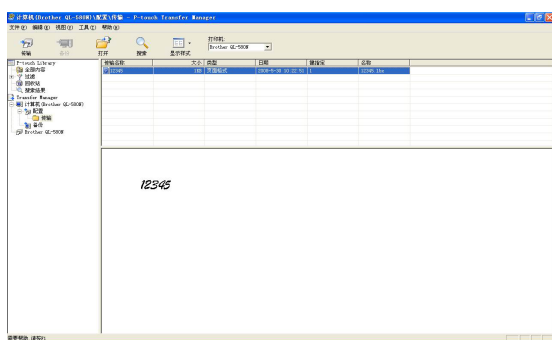 计算机(Brother QL-580N)\配置\传输 - P-touch Transfer Manager
文件(F) 编辑(E) 视图(V) 工具(T) 帮助(H)
传输 备份 打开 搜索 显示样式 打印机:
Brother QL-580N
P-touch Library
全部内容
过滤
回收站
搜索结果
Transfer Manager
计算机(Brother QL-580N)
配置
传输
备份
Brother QL-580N
传输名称 大小 类型 日期 键指定 名称
12345 1KB 页面格式 1 12345.lbx
12345